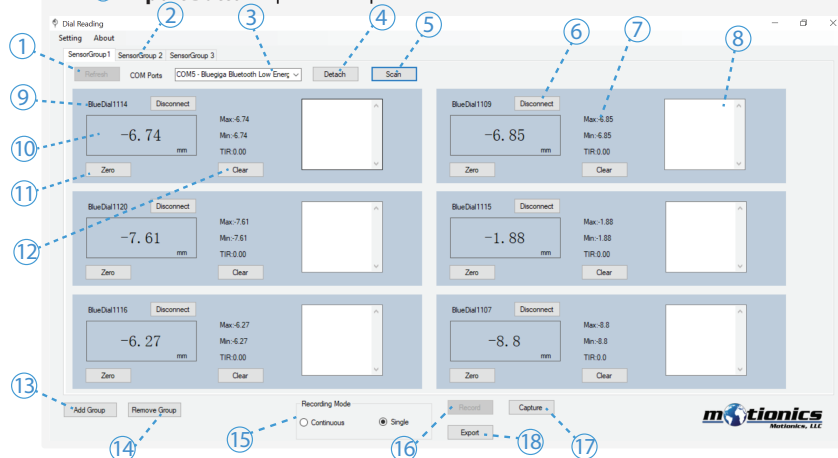 2 3 4 5 6 7 8
Dial Reading
Setting About
1
SensorGroup1 SensorGroup 2 SensorGroup 3
Refresh COM Ports COM5 - Bluegiga Bluetooth Low Energ Detach Scan
9 BlueDial1114 Disconnect BlueDial1109 Disconnect
Max:-6.74 Max:-6.85
10 -6.74 Min:-6.74 -6.85 Min:-6.85
mm TIR:0.00 mm TIR:0.00
11 Zero Clear Zero Clear
BlueDial1120 Disconnect BlueDial1115 Disconnect
Max:-7.61 Max:-1.88
12 -7.61 Min:-7.61 -1.88 Min:-1.88
mm TIR:0.00 mm TIR:0.00
Zero Clear Zero Clear
BlueDial1116 Disconnect BlueDial1107 Disconnect
Max:-6.27 Max:-8.8
-6.27 Min:-6.27 -8.8 Min:-8.8
mm TIR:0.00 mm TIR:0.0
Zero Clear Zero Clear
13
Add Group Remove Group Recording Mode Record Capture motionics
15 Continuous Single Motionics, LLC
14 16 Export 18 17